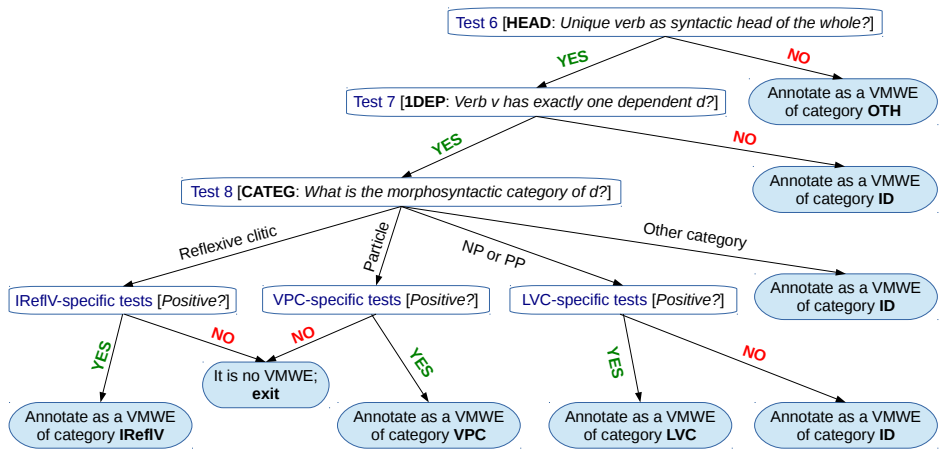 Test 6 [HEAD: Unique verb as syntactic head of the whole?]
YES
NO
Annotate as a VMWE
of category OTH
Test 7 [1DEP: Verb v has exactly one dependent d?]
YES
NO
Annotate as a VMWE
of category ID
Test 8 [CATEG: What is the morphosyntactic category of d?]
Reflexive clitic
Particle
NP or PP
Other category
Annotate as a VMWE
of category ID
IReflV-specific tests [Positive?]
VPC-specific tests [Positive?]
LVC-specific tests [Positive?]
YES
NO
NO
YES
YES
NO
It is no VMWE;
exit
Annotate as a VMWE
of category IReflV
Annotate as a VMWE
of category VPC
Annotate as a VMWE
of category LVC
Annotate as a VMWE
of category ID